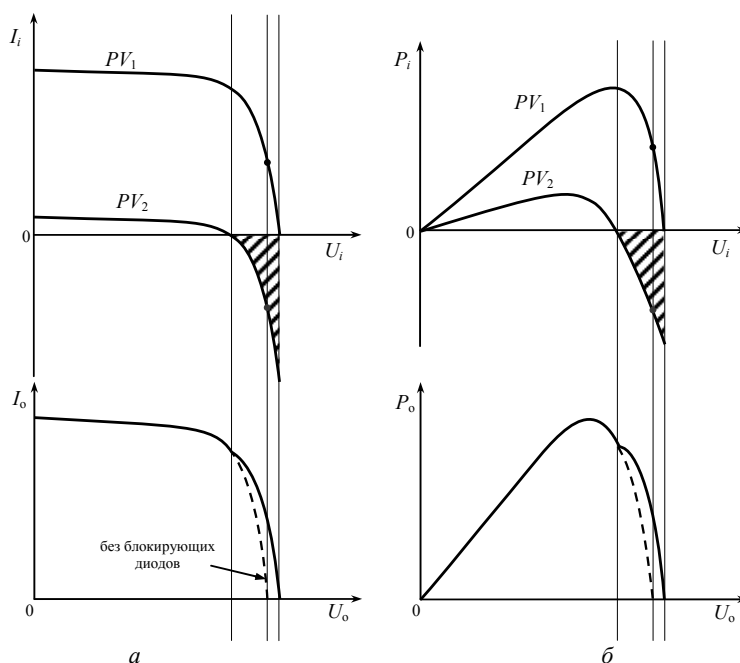 I_i
PV_1
PV_2
0
U_i
P_i
PV_1
PV_2
0
U_i
I_o
без блокирующих
диодов
0
U_o
P_o
0
U_o
а
б